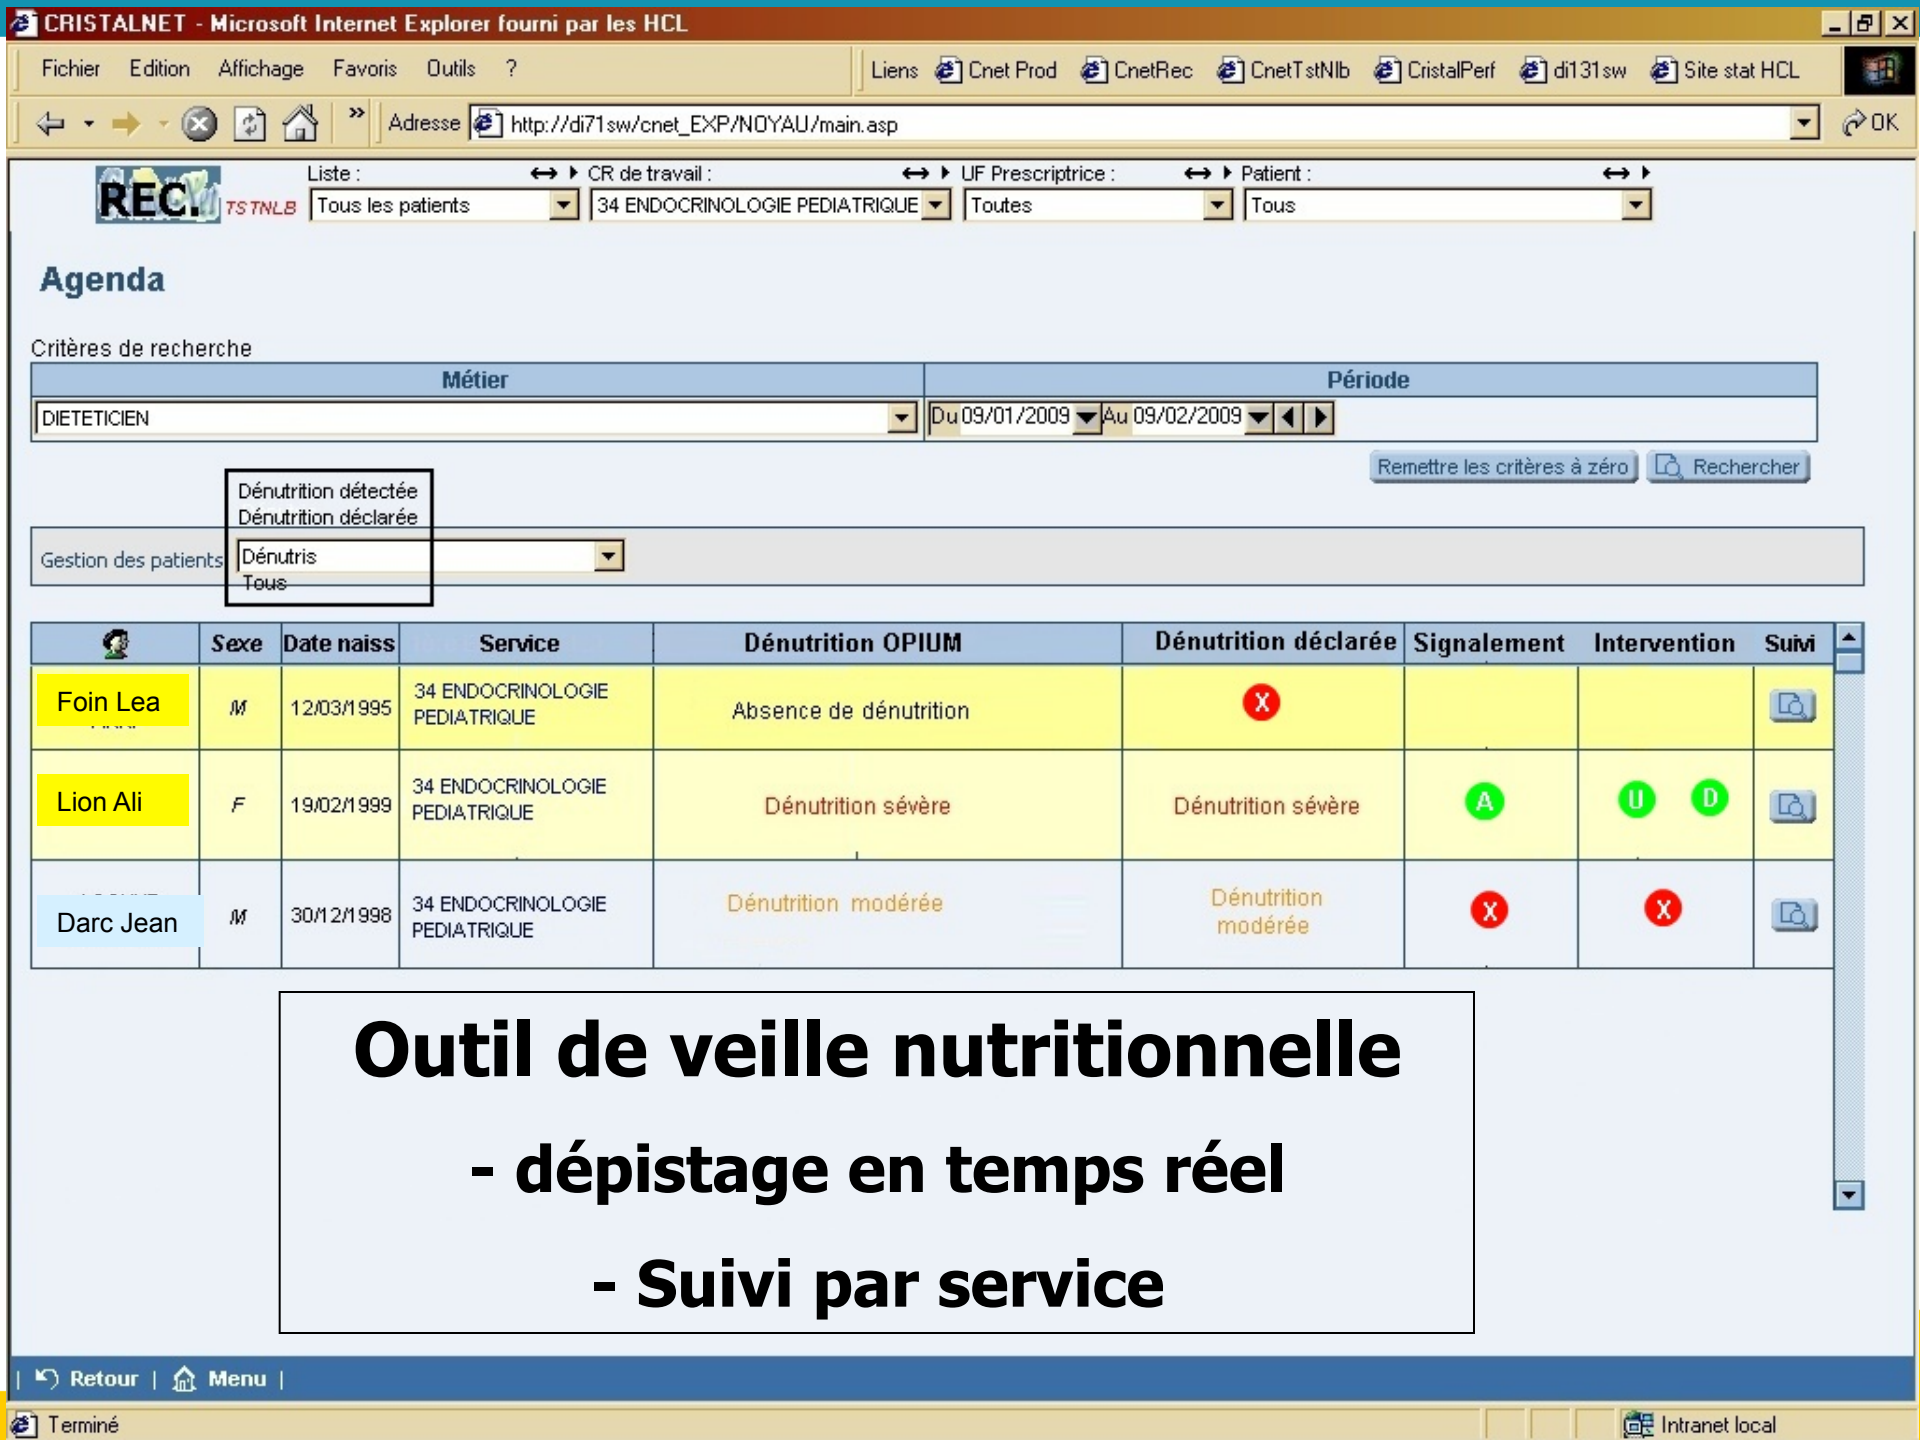 CRISTALNET - Microsoft Internet Explorer fourni par les HCL
Fichier Edition Affichage Favoris Outils ? Liens Cnet Prod CnetRec CnetTstNlb CristalPerf di131sw Site stat HCL
» Adresse http://di71sw/cnet_EXP/NOYAU/main.asp OK
Liste : CR de travail : UF Prescriptrice : Patient :
REC. TSTNLB Tous les patients 34 ENDOCRINOLOGIE PEDIATRIQUE Toutes Tous
Agenda
Critères de recherche
Métier Période
DIETETICIEN Du 09/01/2009 Au 09/02/2009
Remettre les critères à zéro Rechercher
Dénutrition détectée
Dénutrition déclarée
Gestion des patients Dénutris
Tous
Sexe Date naiss Service Dénutrition OPIUM Dénutrition déclarée Signalement Intervention Suivi
Foin Lea M 12/03/1995 34 ENDOCRINOLOGIE PEDIATRIQUE Absence de dénutrition X
Lion Ali F 19/02/1999 34 ENDOCRINOLOGIE PEDIATRIQUE Dénutrition sévère Dénutrition sévère A U D
Darc Jean M 30/12/1998 34 ENDOCRINOLOGIE PEDIATRIQUE Dénutrition modérée Dénutrition modérée X X
Outil de veille nutritionnelle
- dépistage en temps réel
- Suivi par service
| Retour | Menu |
Terminé Intranet local